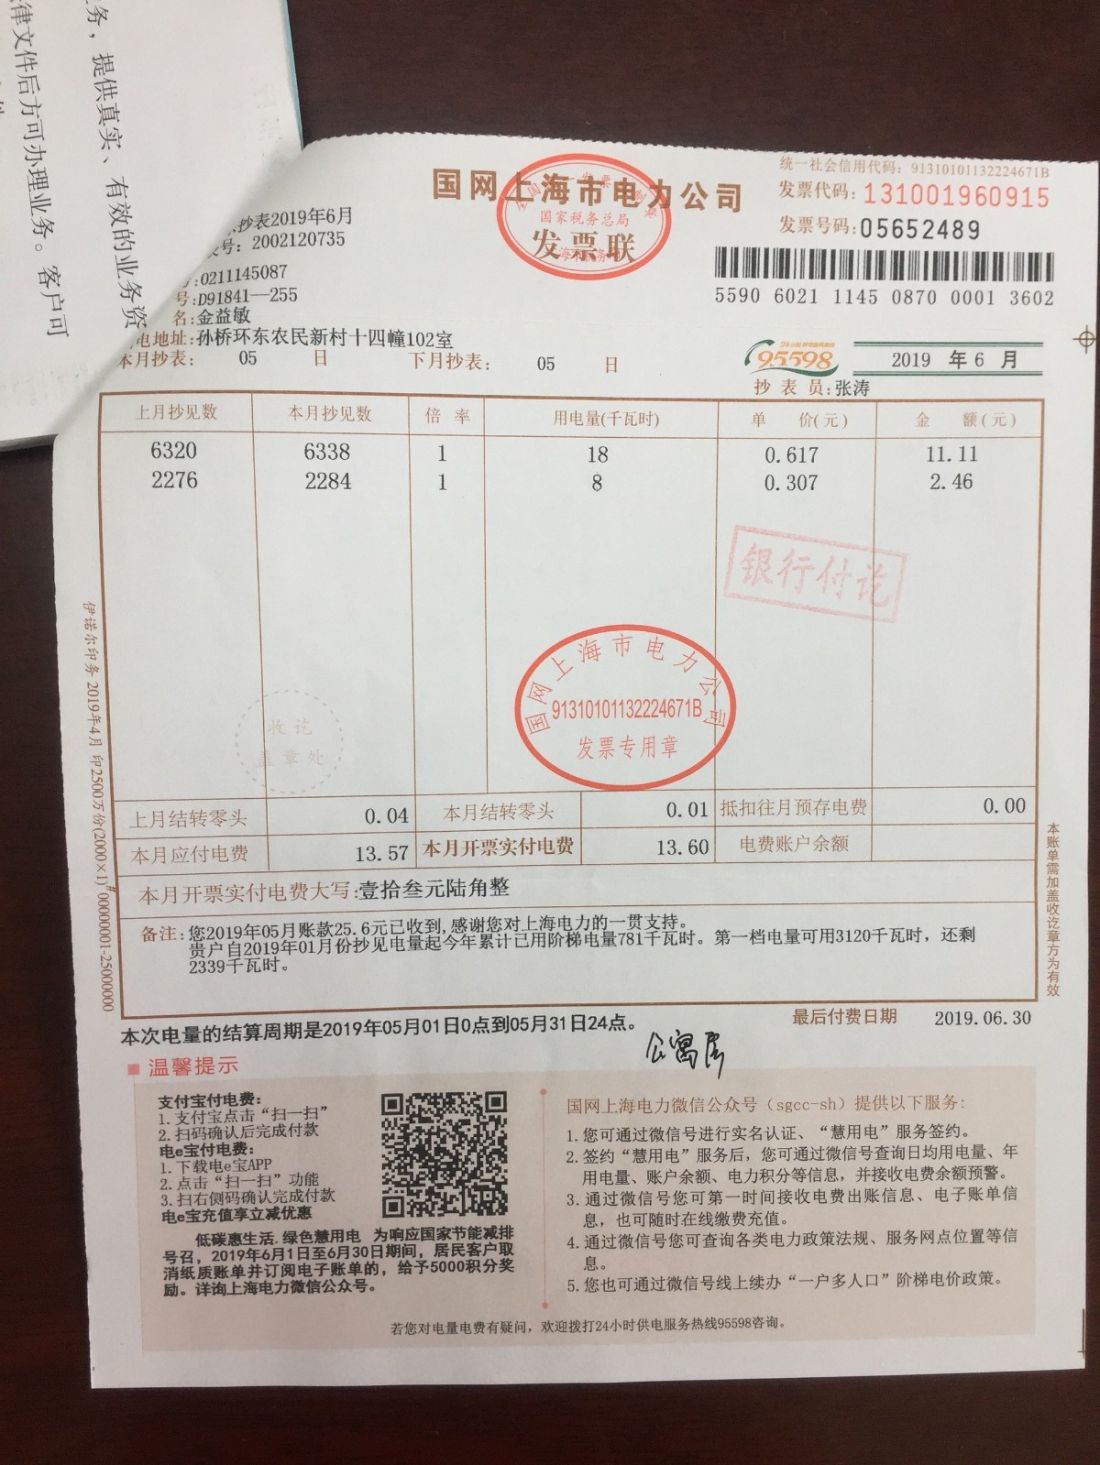 务，提供真实、有效的业务资
律文件后方可办理业务。客户可
国网上海市电力公司
国家税务总局
发票联
统一社会信用代码：91310101132224671B
发票代码:131001960915
发票号码:05652489
5590 6021 1145 0870 0001 3602
抄表2019年6月
号：2002120735
号:0211145087
号:D91841—255
名:金益敏
电地址:孙桥环东农民新村十四幢102室
本月抄表： 05 日 下月抄表： 05 日
95598
2019 年 6 月
抄 表 员:张涛
上月抄见数 本月抄见数 倍 率 用电量(千瓦时) 单 价(元) 金 额(元)
6320 6338 1 18 0.617 11.11
2276 2284 1 8 0.307 2.46
银行付讫
国网上海市电力公司
91310101132224671B
发票专用章
收讫
盖章处
上月结转零头 0.04 本月结转零头 0.01 抵扣往月预存电费 0.00
本月应付电费 13.57 本月开票实付电费 13.60 电费账户余额
本月开票实付电费大写:壹拾叁元陆角整
备注:您2019年05月账款25.6元已收到,感谢您对上海电力的一贯支持。
贵户自2019年01月份抄见电量起今年累计已用阶梯电量781千瓦时。第一档电量可用3120千瓦时，还剩
2339千瓦时。
伊诺尔印务 2019年4月 印2500万份(2000×1)#00000001-25000000
本账单需加盖收讫章方为有效
本次电量的结算周期是2019年05月01日0点到05月31日24点。
最后付费日期 2019.06.30
公寓房
温馨提示
支付宝付电费:
1. 支付宝点击“扫一扫”
2. 扫码确认后完成付款
电e宝付电费:
1. 下载电e宝APP
2. 点击“扫一扫”功能
3. 扫右侧码确认完成付款
电e宝充值享立减优惠
低碳惠生活.绿色慧用电 为响应国家节能减排
号召，2019年6月1日至6月30日期间，居民客户取
消纸质账单并订阅电子账单的，给予5000积分奖
励。详询上海电力微信公众号。
国网上海电力微信公众号（sgcc-sh）提供以下服务:
1. 您可通过微信号进行实名认证、“慧用电”服务签约。
2. 签约“慧用电”服务后，您可通过微信号查询日均用电量、年
用电量、账户余额、电力积分等信息，并接收电费余额预警。
3. 通过微信号您可第一时间接收电费出账信息、电子账单信
息，也可随时在线缴费充值。
4. 通过微信号您可查询各类电力政策法规、服务网点位置等信
息。
5. 您也可通过微信号线上续办“一户多人口”阶梯电价政策。
若您对电量电费有疑问，欢迎拨打24小时供电服务热线95598咨询。